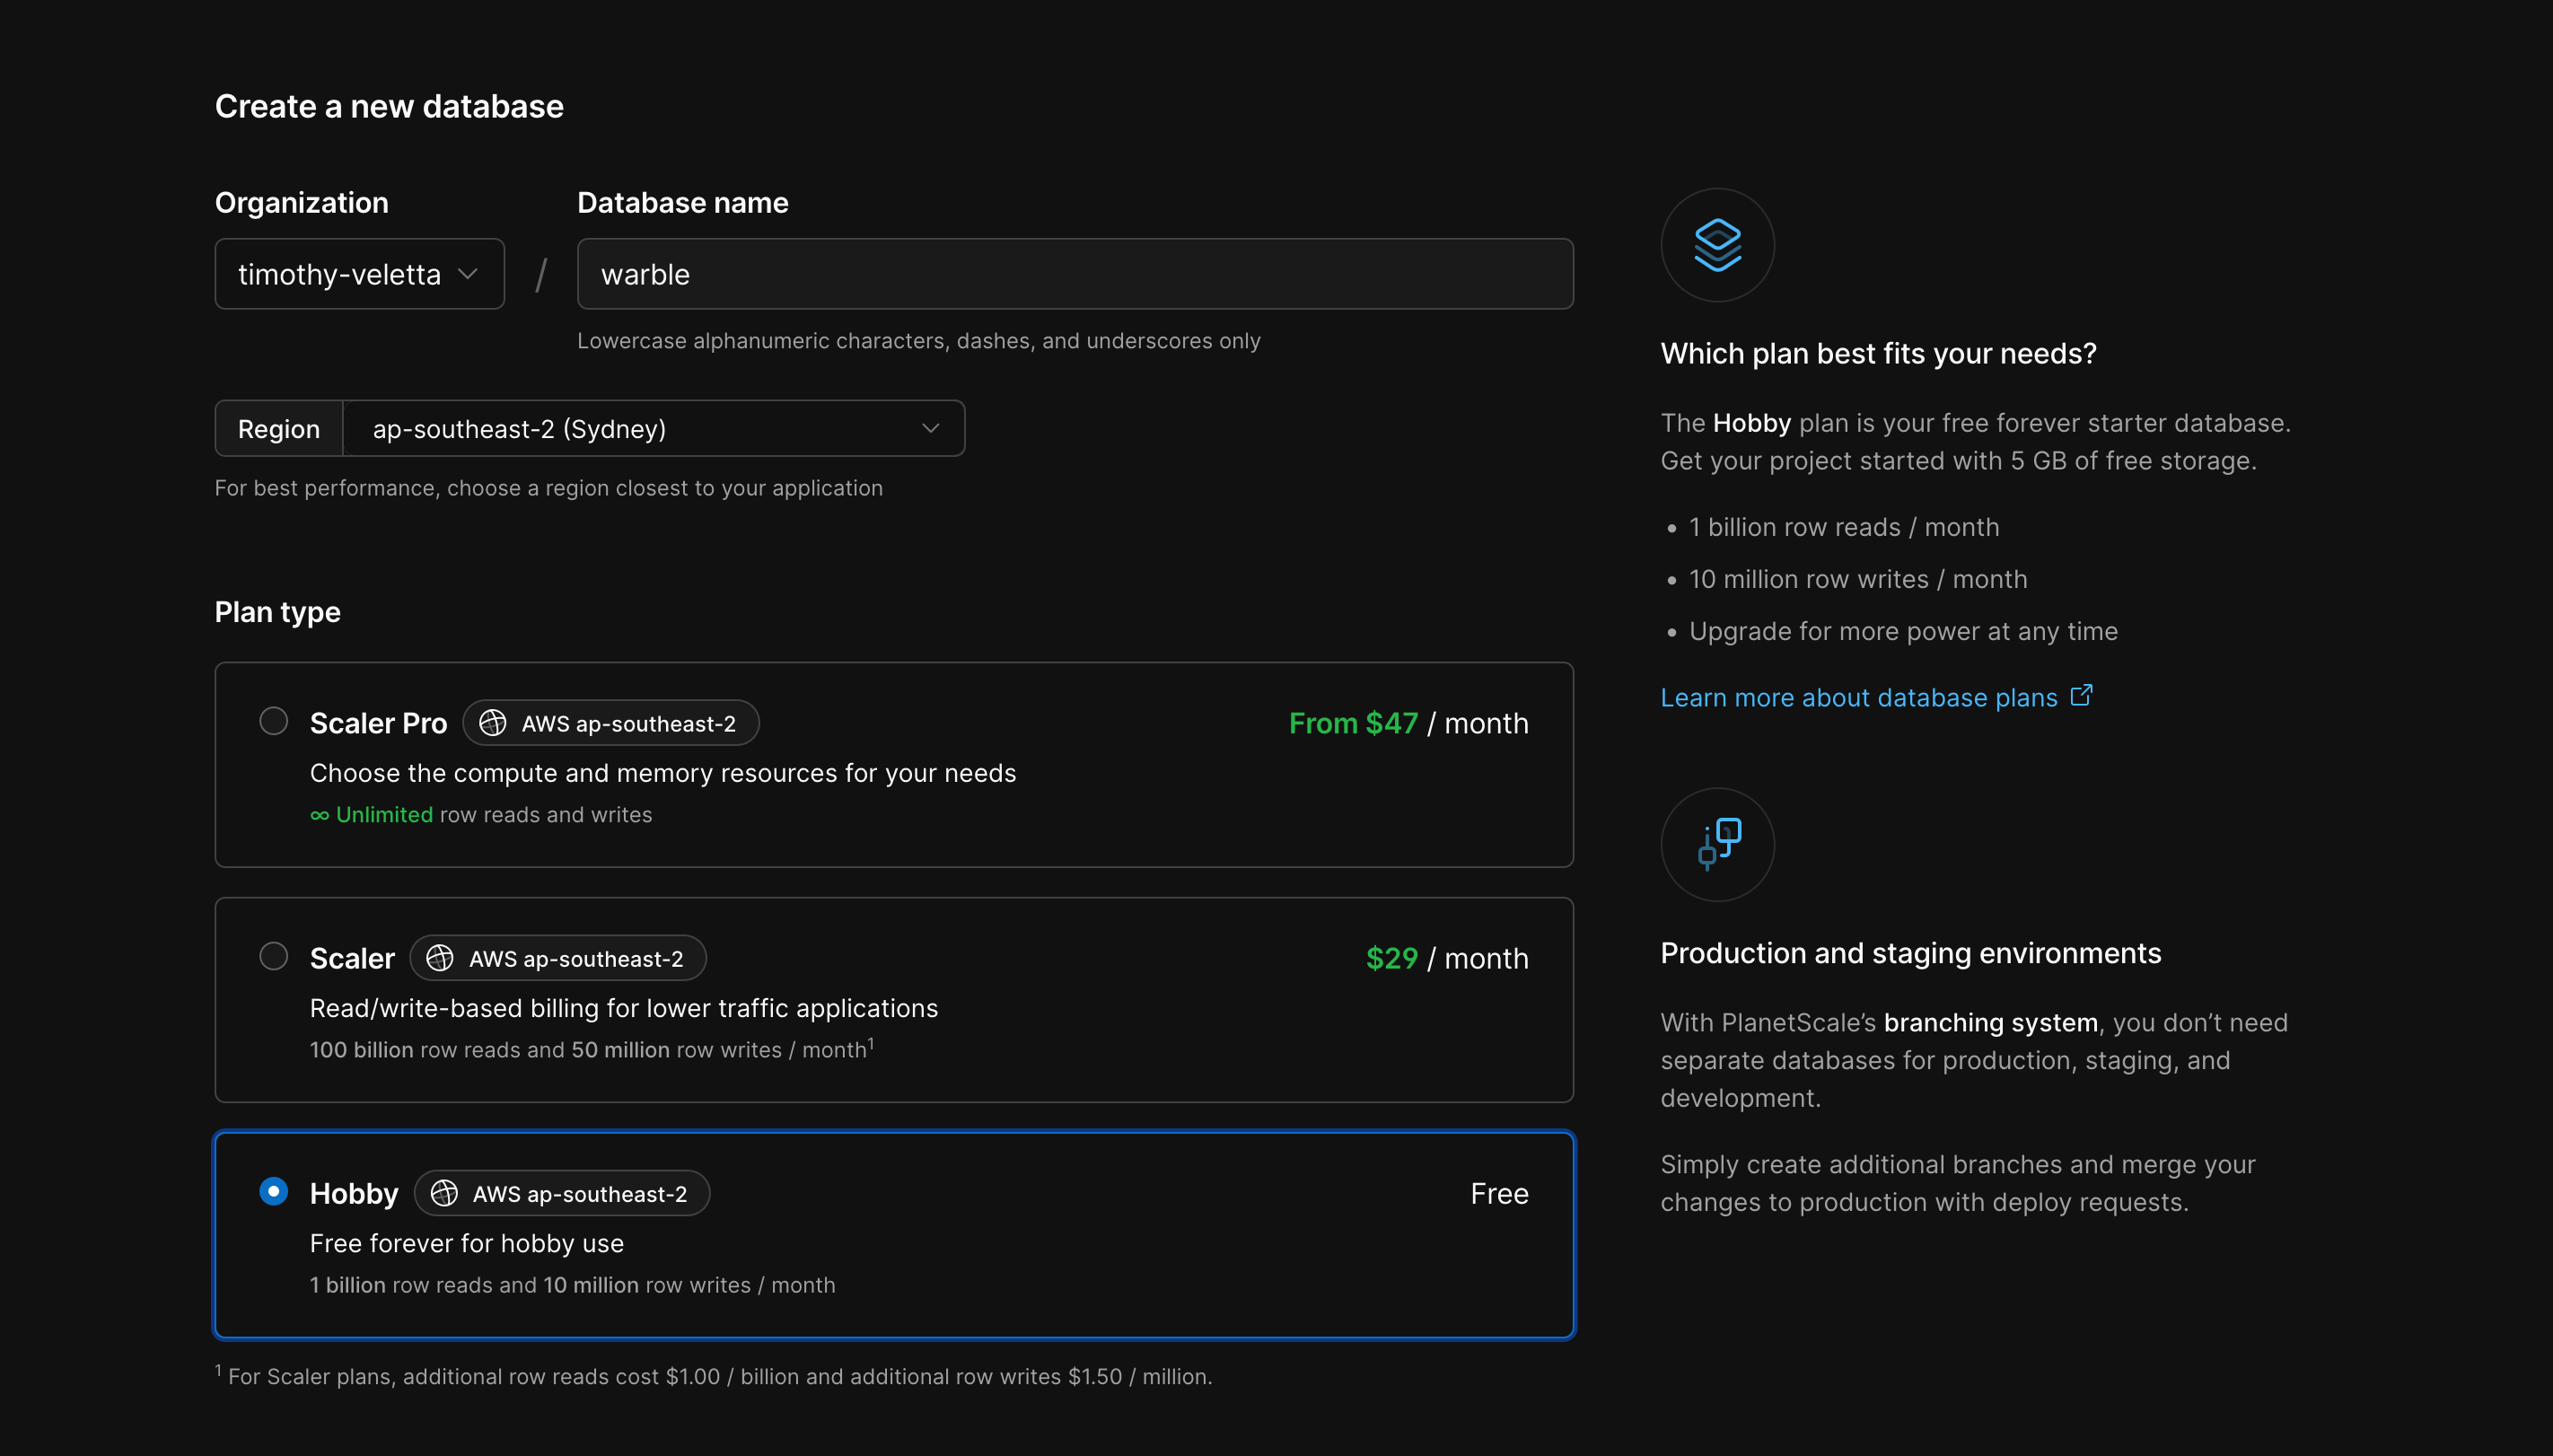 Create a new database
Organization
Database name
timothy-veletta
/
warble
Lowercase alphanumeric characters, dashes, and underscores only
Region
ap-southeast-2 (Sydney)
For best performance, choose a region closest to your application
Plan type
Scaler Pro AWS ap-southeast-2 From $47 / month
Choose the compute and memory resources for your needs
∞ Unlimited row reads and writes
Scaler AWS ap-southeast-2 $29 / month
Read/write-based billing for lower traffic applications
100 billion row reads and 50 million row writes / month¹
Hobby AWS ap-southeast-2 Free
Free forever for hobby use
1 billion row reads and 10 million row writes / month
¹ For Scaler plans, additional row reads cost $1.00 / billion and additional row writes $1.50 / million.
Which plan best fits your needs?
The Hobby plan is your free forever starter database.
Get your project started with 5 GB of free storage.
• 1 billion row reads / month
• 10 million row writes / month
• Upgrade for more power at any time
Learn more about database plans
Production and staging environments
With PlanetScale’s branching system, you don’t need
separate databases for production, staging, and
development.
Simply create additional branches and merge your
changes to production with deploy requests.